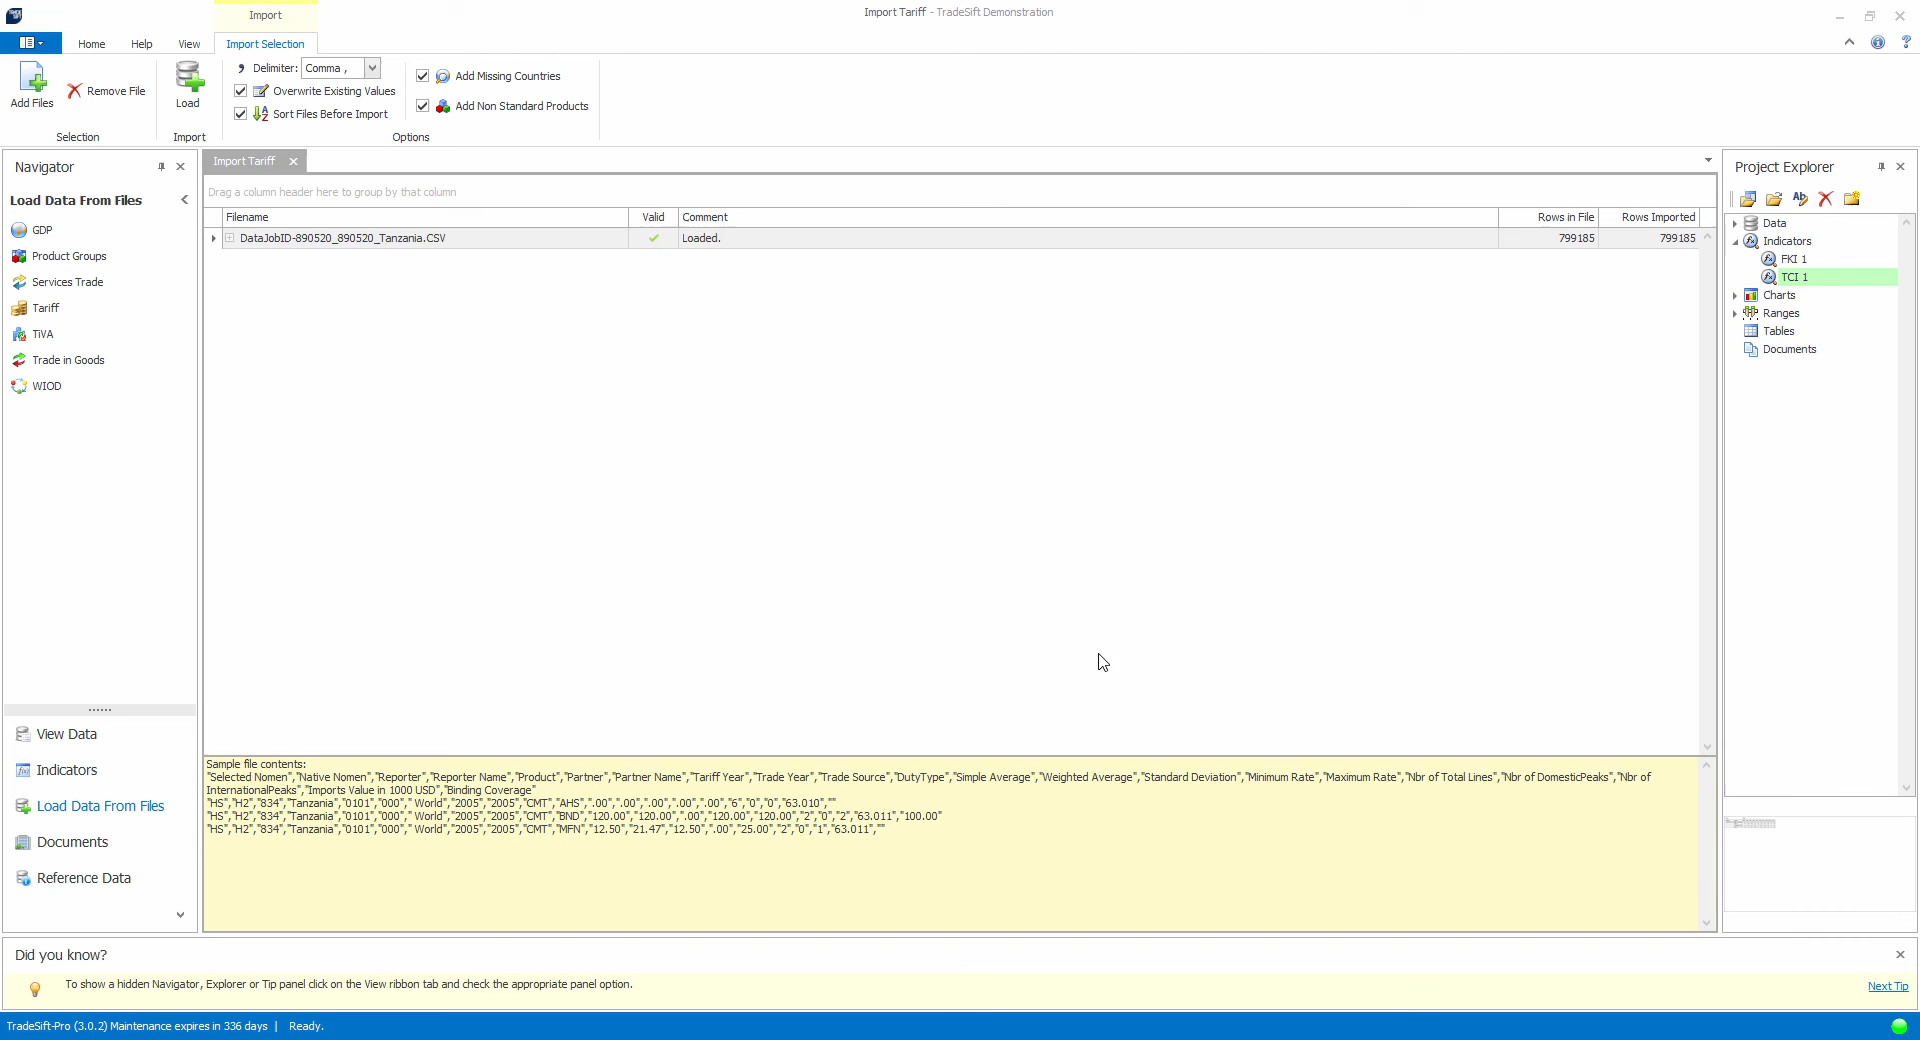 Import
Import Tariff - TradeSift Demonstration
Home Help View Import Selection
Add Files
Remove File
Selection
Load
Import
Delimiter: Comma ,
Overwrite Existing Values
Sort Files Before Import
Add Missing Countries
Add Non Standard Products
Options
Navigator
Load Data From Files
GDP
Product Groups
Services Trade
Tariff
TiVA
Trade in Goods
WIOD
View Data
Indicators
Load Data From Files
Documents
Reference Data
Import Tariff
Drag a column header here to group by that column
Filename Valid Comment Rows in File Rows Imported
DataJobID-890520_890520_Tanzania.CSV Loaded. 799185 799185
Sample file contents:
"Selected Nomen","Native Nomen","Reporter","Reporter Name","Product","Partner","Partner Name","Tariff Year","Trade Year","Trade Source","DutyType","Simple Average","Weighted Average","Standard Deviation","Minimum Rate","Maximum Rate","Nbr of Total Lines","Nbr of DomesticPeaks","Nbr of
InternationalPeaks","Imports Value in 1000 USD","Binding Coverage"
"HS","H2","834","Tanzania","0101","000"," World","2005","2005","CMT","AHS",".00",".00",".00",".00",".00","6","0","0","63.010",""
"HS","H2","834","Tanzania","0101","000"," World","2005","2005","CMT","BND","120.00","120.00",".00","120.00","120.00","2","0","2","63.011","100.00"
"HS","H2","834","Tanzania","0101","000"," World","2005","2005","CMT","MFN","12.50","21.47","12.50",".00","25.00","2","0","1","63.011",""
Project Explorer
Data
Indicators
FKI 1
TCI 1
Charts
Ranges
Tables
Documents
Did you know?
To show a hidden Navigator, Explorer or Tip panel click on the View ribbon tab and check the appropriate panel option.
Next Tip
TradeSift-Pro (3.0.2) Maintenance expires in 336 days | Ready.